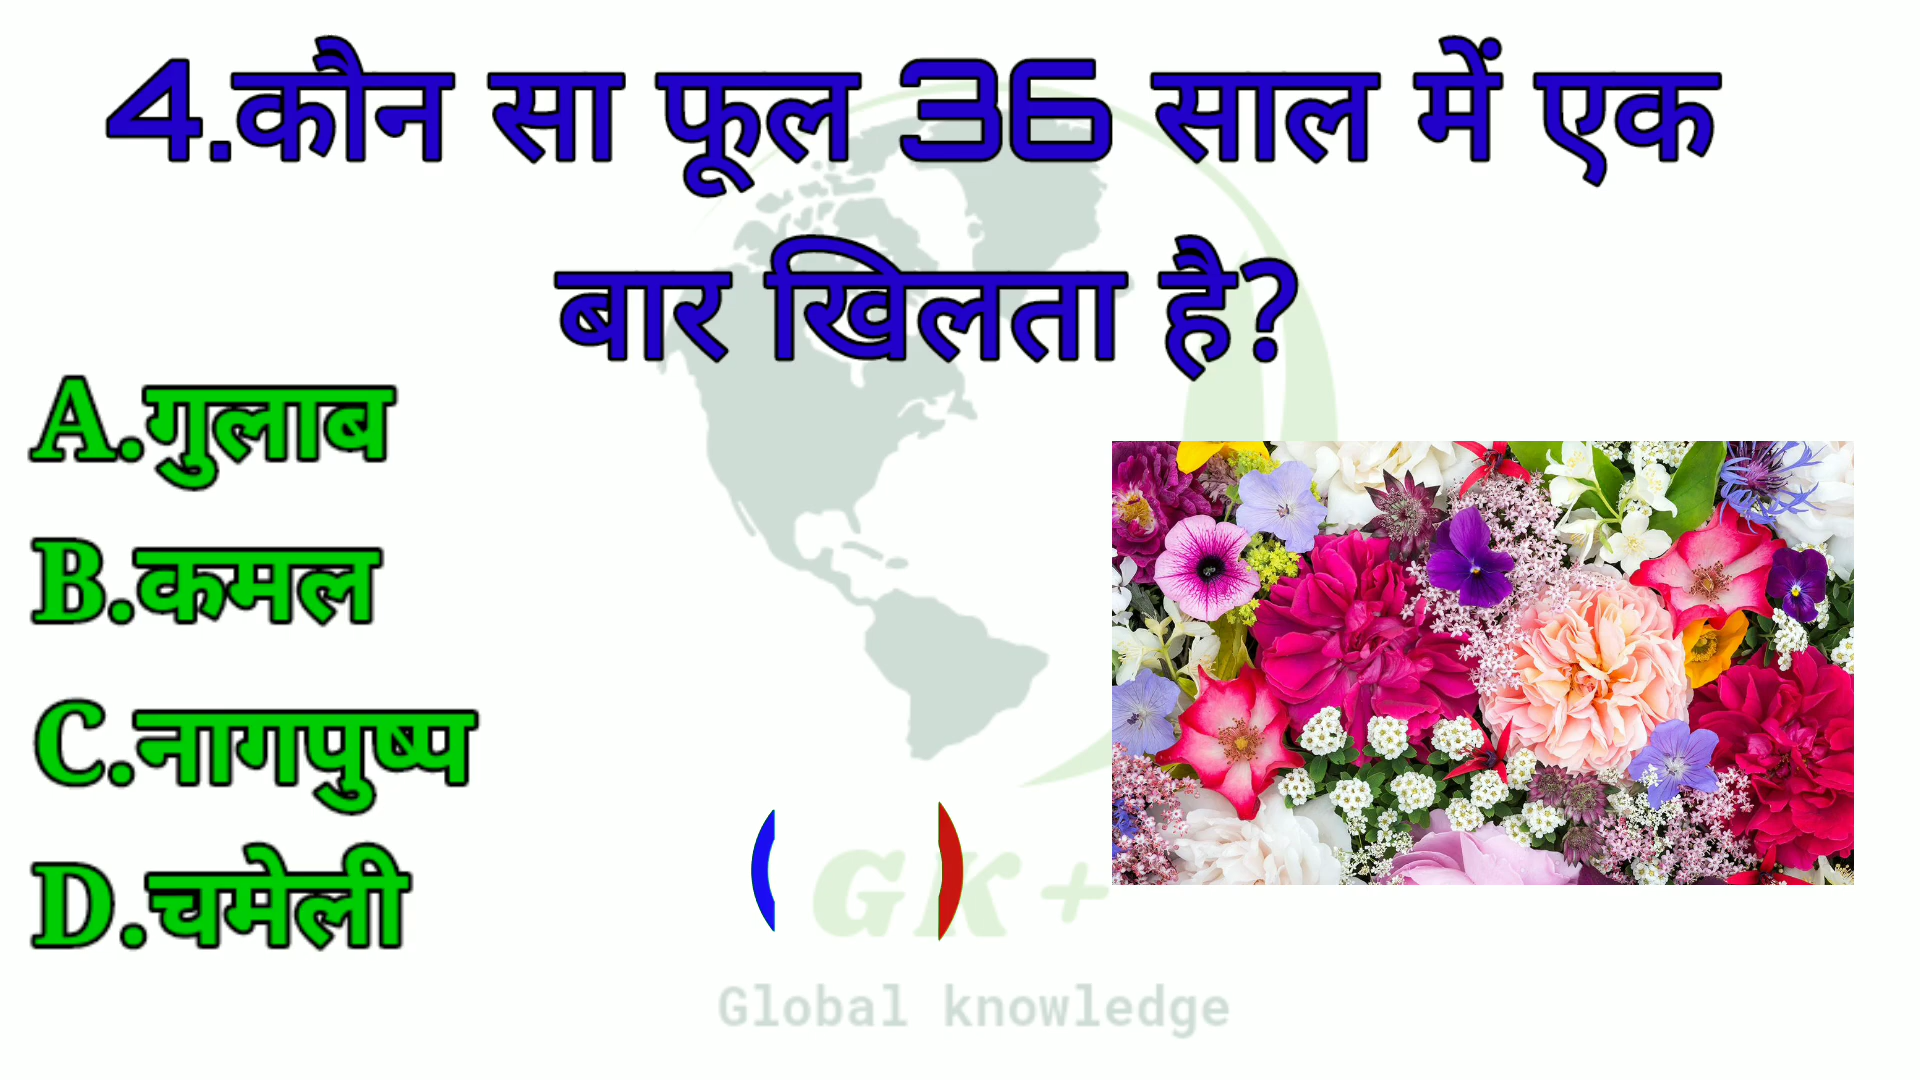 4.कौन सा फूल 36 साल में एक
बार खिलता है?
A.गुलाब
B.कमल
C.नागपुष्प
D.चमेली
( )
GK+
Global knowledge